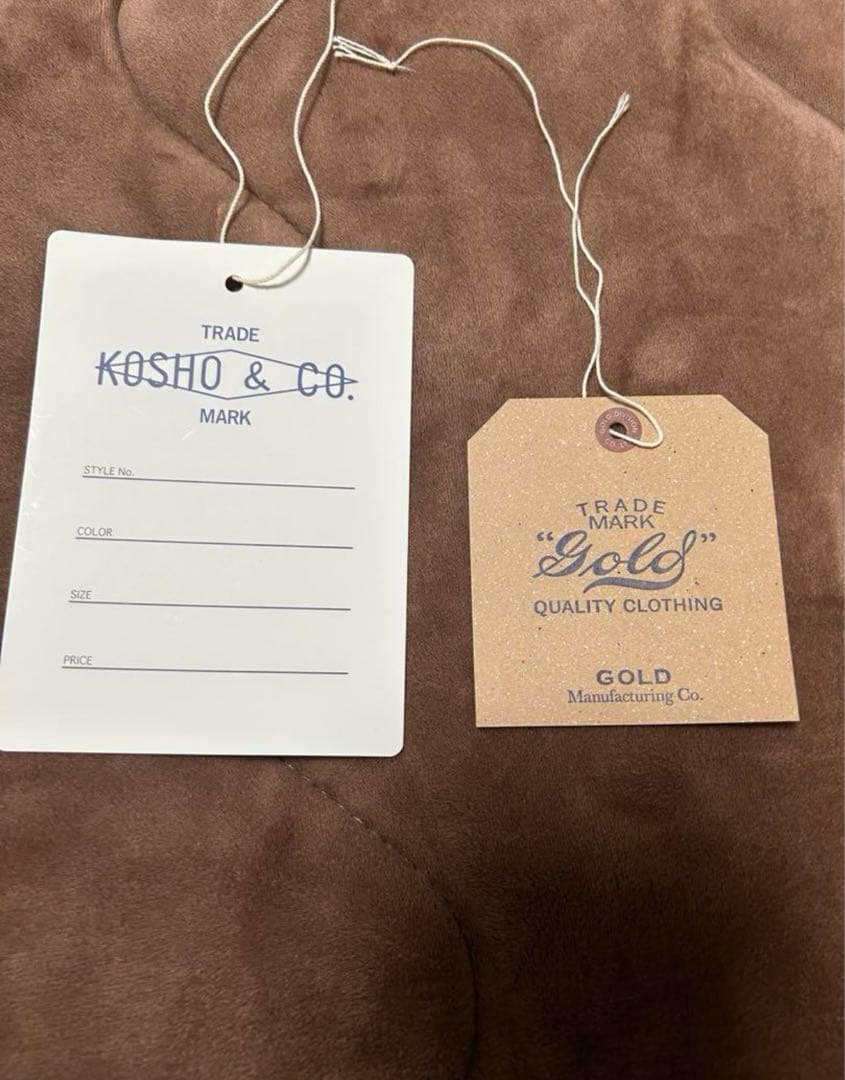 TRADE
KOSHO & CO.
MARK
STYLE No.
COLOR
SIZE
PRICE
TRADE
MARK
"Gold"
QUALITY CLOTHING
GOLD
Manufacturing Co.